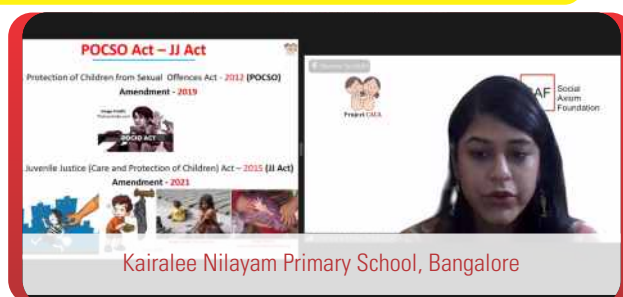 POCSO Act – JJ Act
Protection of Children from Sexual Offences Act - 2012 (POCSO)
Amendment - 2019
POCSO ACT
Juvenile Justice (Care and Protection of Children) Act – 2015 (JJ Act)
Amendment - 2021
Project CACA
SAF
Social
Axiom
Foundation
Kairalee Nilayam Primary School, Bangalore